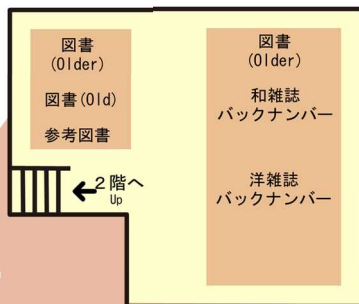 図書
(Older)
図書(Old)
参考図書
図書
(Older)
和雑誌
バックナンバー
洋雑誌
バックナンバー
2階へ
Up